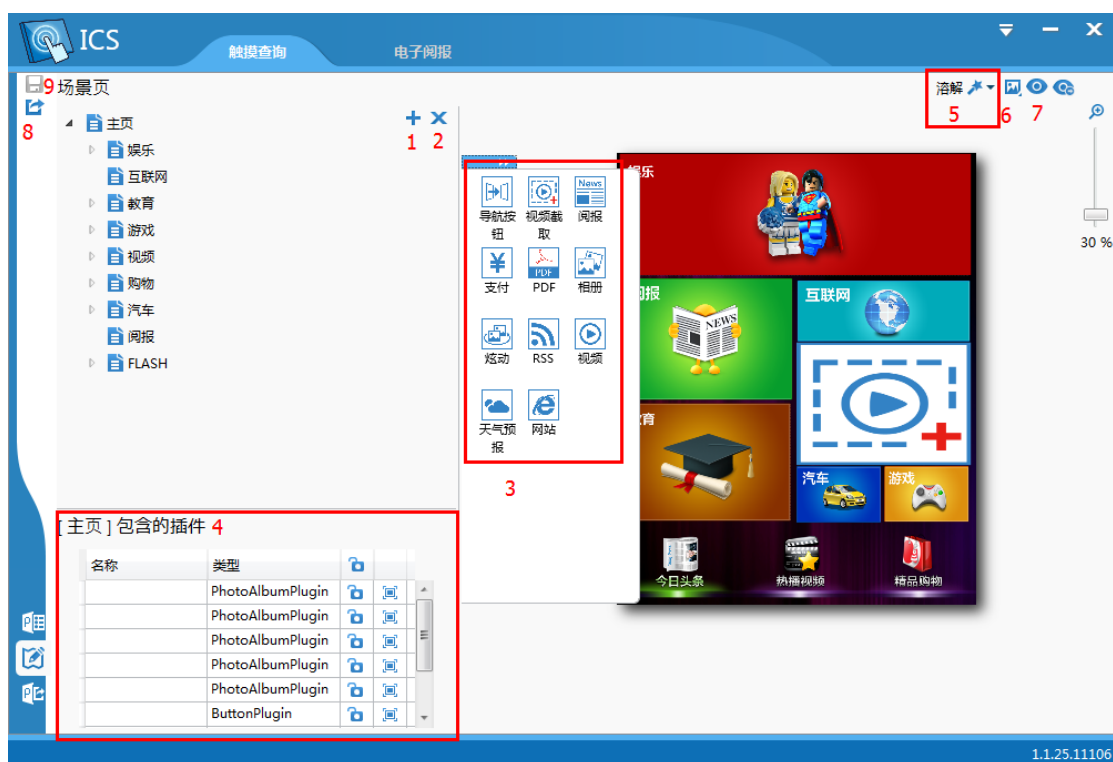 ICS
触摸查询
电子阅报
9 场景页
溶解
5
6
7
8
主页
1
2
娱乐
互联网
教育
游戏
视频
购物
汽车
阅报
FLASH
30 %
News
导航按钮
视频截取
阅报
¥
PDF
支付
PDF
相册
炫动
RSS
视频
天气预报
网站
3
娱乐
阅报
NEWS
互联网
教育
汽车
游戏
今日头条
热播视频
精品购物
[ 主页 ] 包含的插件 4
名称
类型
PhotoAlbumPlugin
PhotoAlbumPlugin
PhotoAlbumPlugin
PhotoAlbumPlugin
PhotoAlbumPlugin
ButtonPlugin
1.1.25.11106